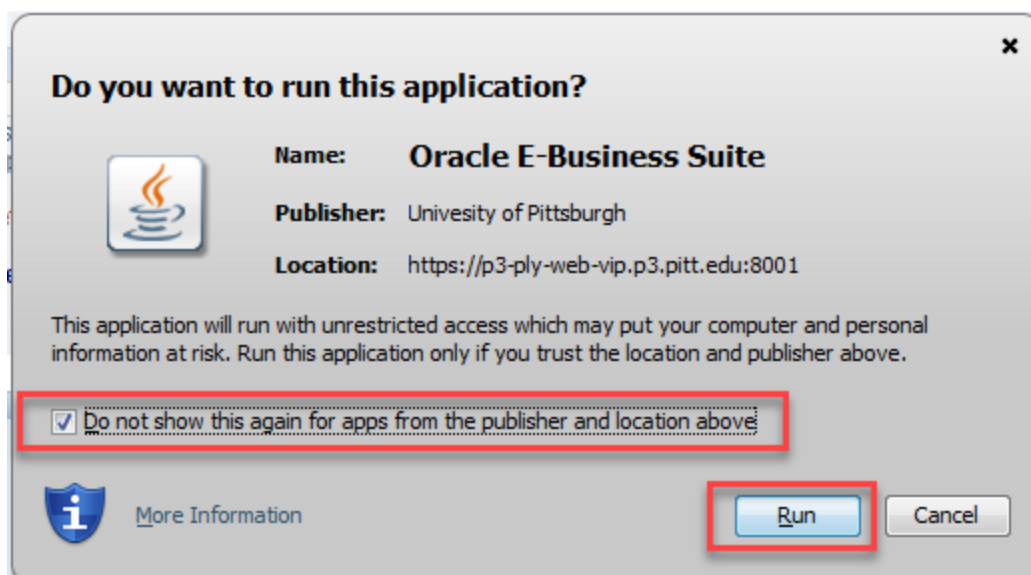 Do you want to run this application?
Name: Oracle E-Business Suite
Publisher: Univesity of Pittsburgh
Location: https://p3-ply-web-vip.p3.pitt.edu:8001
This application will run with unrestricted access which may put your computer and personal
information at risk. Run this application only if you trust the location and publisher above.
Do not show this again for apps from the publisher and location above
More Information
Run
Cancel